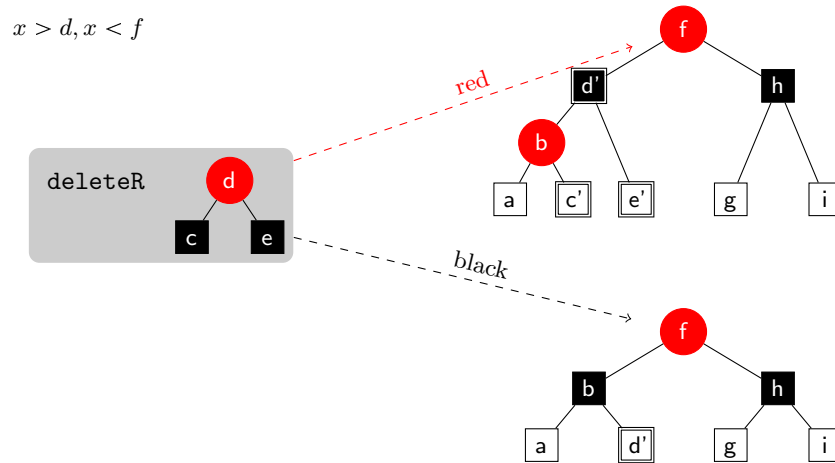 x > d, x < f
f
red
d'
h
b
deleteR
d
a
c'
e'
g
i
c
e
black
f
b
h
a
d'
g
i